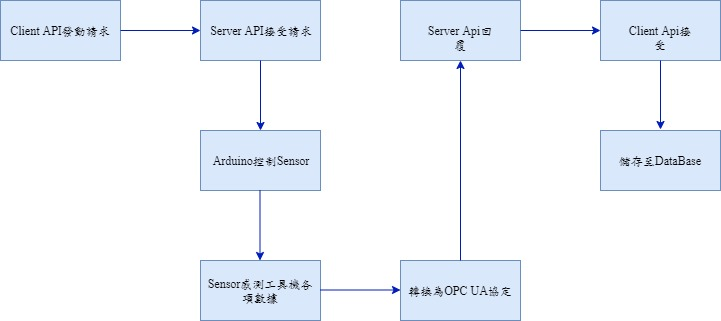 Client API發動請求
Server API接受請求
Arduino控制Sensor
Sensor感測工具機各
項數據
轉換為OPC UA協定
Server Api回
覆
Client Api接
受
儲存至DataBase